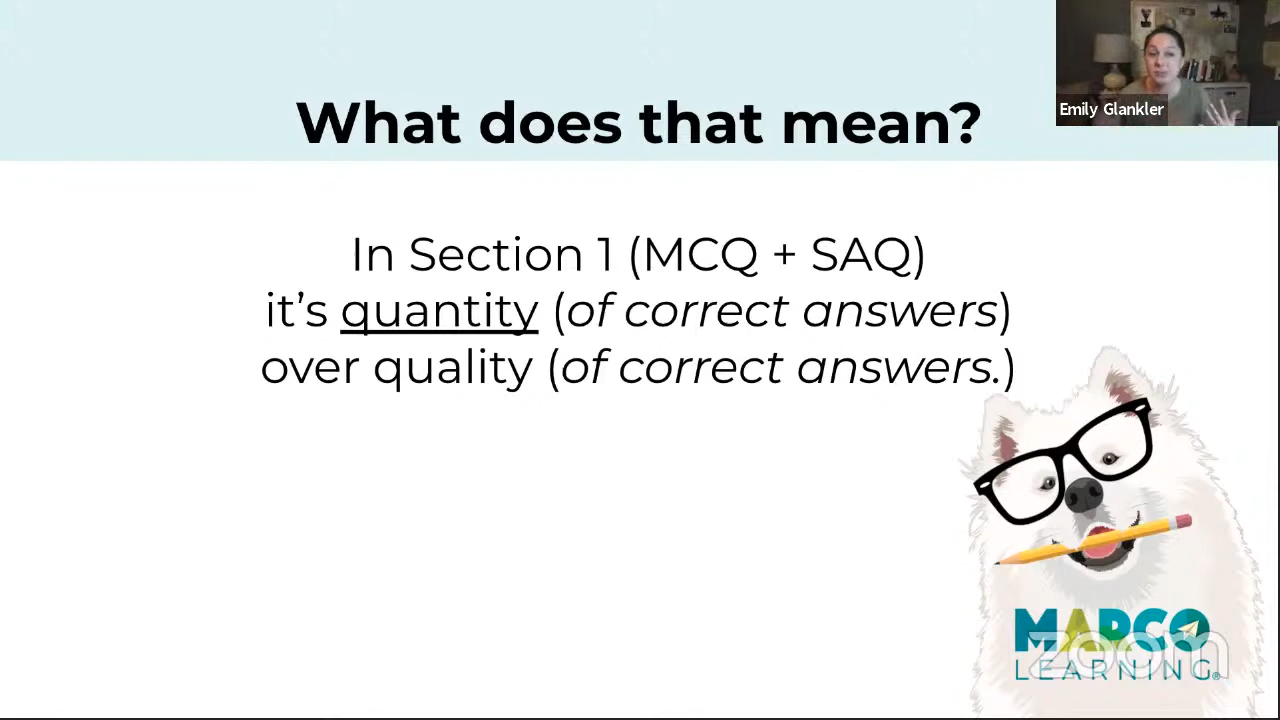 What does that mean?
Emily Glankler
In Section 1 (MCQ + SAQ)
it’s quantity (of correct answers)
over quality (of correct answers.)
MARCO
zoom
LEARNING®